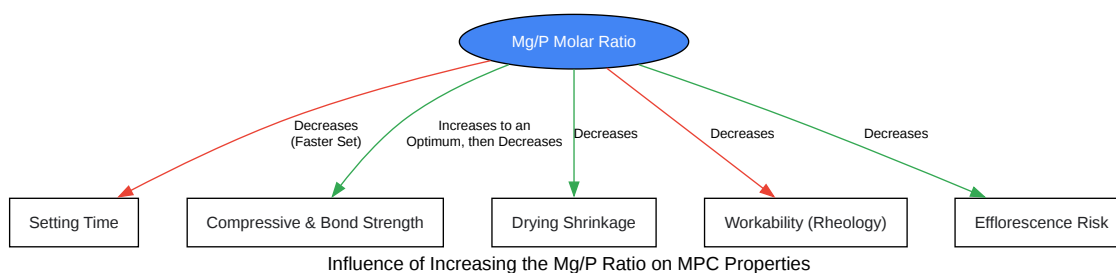 Mg/P Molar Ratio
Decreases
(Faster Set)
Increases to an
Optimum, then Decreases
Decreases
Decreases
Decreases
Setting Time
Compressive & Bond Strength
Drying Shrinkage
Workability (Rheology)
Efflorescence Risk
Influence of Increasing the Mg/P Ratio on MPC Properties